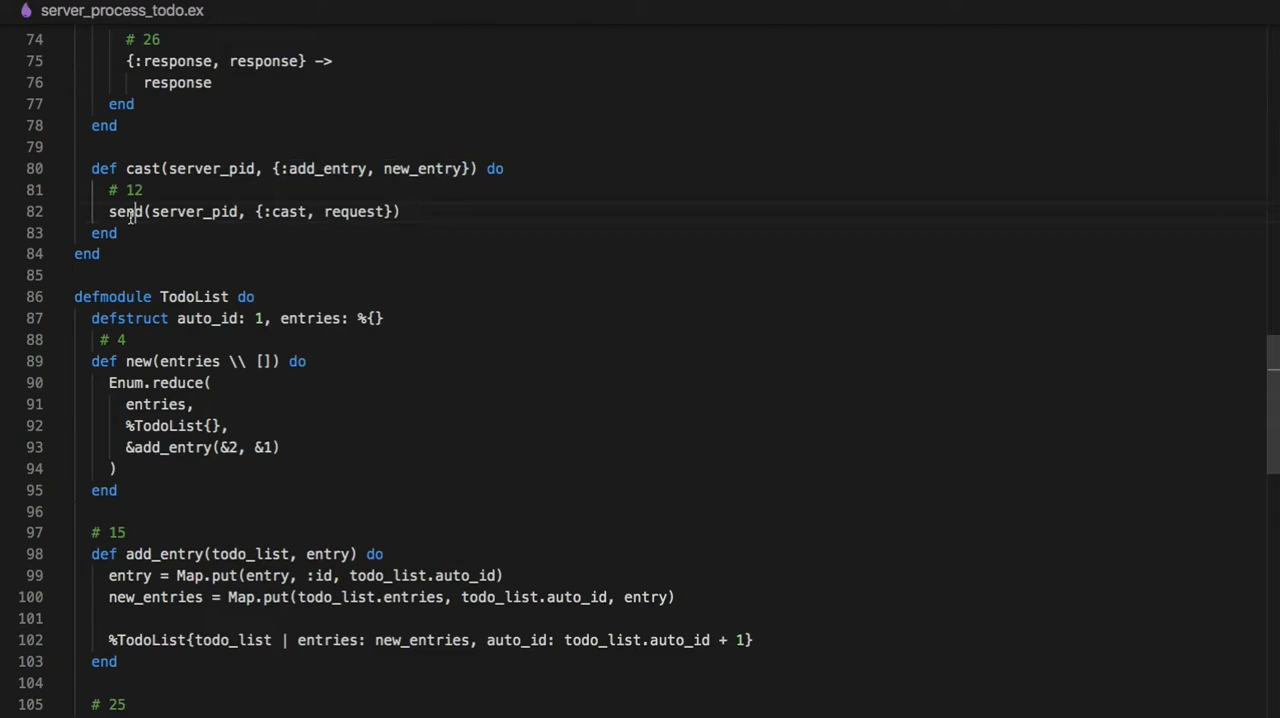 server_process_todo.ex
74 # 26
75 {:response, response} ->
76 response
77 end
78 end
79
80 def cast(server_pid, {:add_entry, new_entry}) do
81 # 12
82 send(server_pid, {:cast, request})
83 end
84 end
85
86 defmodule TodoList do
87 defstruct auto_id: 1, entries: %{}
88 # 4
89 def new(entries \\ []) do
90 Enum.reduce(
91 entries,
92 %TodoList{},
93 &add_entry(&2, &1)
94 )
95 end
96
97 # 15
98 def add_entry(todo_list, entry) do
99 entry = Map.put(entry, :id, todo_list.auto_id)
100 new_entries = Map.put(todo_list.entries, todo_list.auto_id, entry)
101
102 %TodoList{todo_list | entries: new_entries, auto_id: todo_list.auto_id + 1}
103 end
104
105 # 25